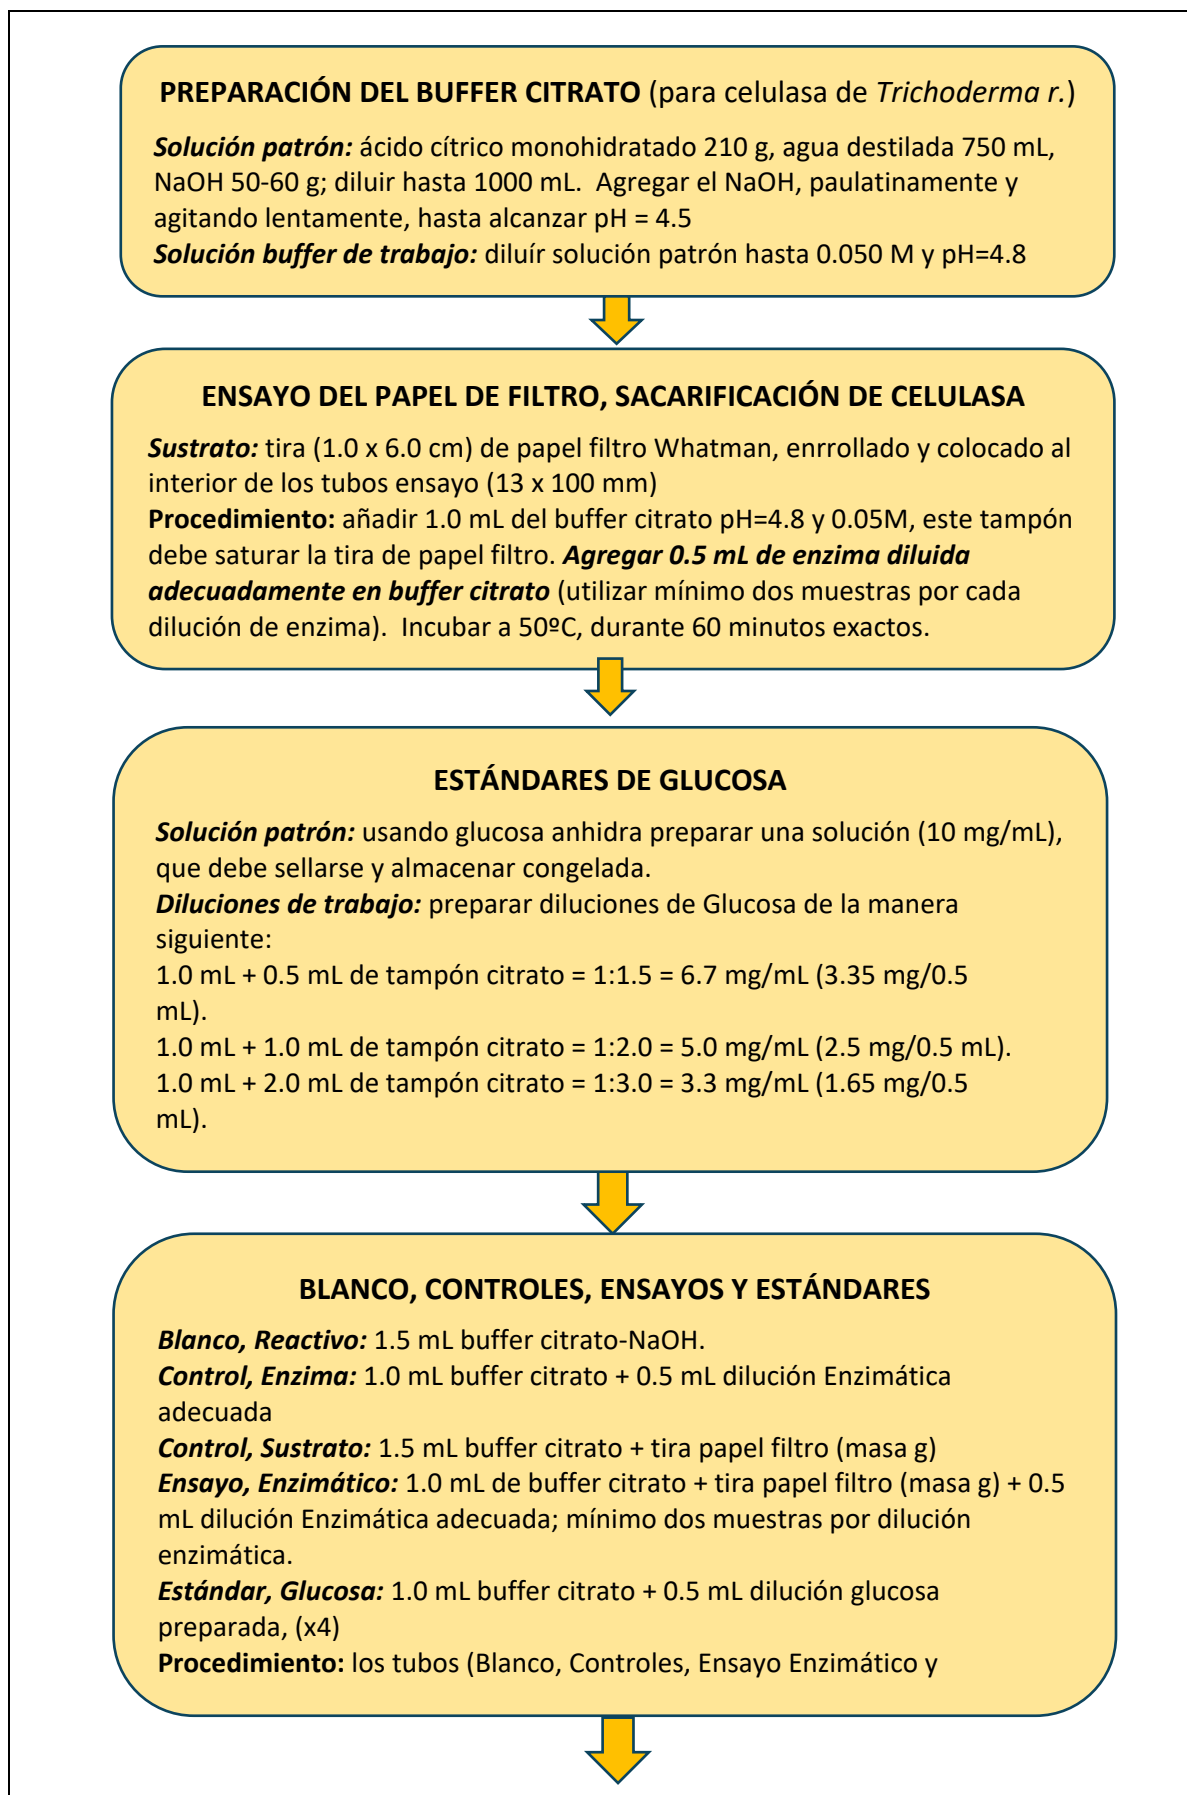 PREPARACIÓN DEL BUFFER CITRATO (para celulasa de Trichoderma r.)
Solución patrón: ácido cítrico monohidratado 210 g, agua destilada 750 mL,
NaOH 50-60 g; diluir hasta 1000 mL. Agregar el NaOH, paulatinamente y
agitando lentamente, hasta alcanzar pH = 4.5
Solución buffer de trabajo: diluír solución patrón hasta 0.050 M y pH=4.8
ENSAYO DEL PAPEL DE FILTRO, SACARIFICACIÓN DE CELULASA
Sustrato: tira (1.0 x 6.0 cm) de papel filtro Whatman, enrrollado y colocado al
interior de los tubos ensayo (13 x 100 mm)
Procedimiento: añadir 1.0 mL del buffer citrato pH=4.8 y 0.05M, este tampón
debe saturar la tira de papel filtro. Agregar 0.5 mL de enzima diluida
adecuadamente en buffer citrato (utilizar mínimo dos muestras por cada
dilución de enzima). Incubar a 50ºC, durante 60 minutos exactos.
ESTÁNDARES DE GLUCOSA
Solución patrón: usando glucosa anhidra preparar una solución (10 mg/mL),
que debe sellarse y almacenar congelada.
Diluciones de trabajo: preparar diluciones de Glucosa de la manera
siguiente:
1.0 mL + 0.5 mL de tampón citrato = 1:1.5 = 6.7 mg/mL (3.35 mg/0.5
mL).
1.0 mL + 1.0 mL de tampón citrato = 1:2.0 = 5.0 mg/mL (2.5 mg/0.5 mL).
1.0 mL + 2.0 mL de tampón citrato = 1:3.0 = 3.3 mg/mL (1.65 mg/0.5
mL).
BLANCO, CONTROLES, ENSAYOS Y ESTÁNDARES
Blanco, Reactivo: 1.5 mL buffer citrato-NaOH.
Control, Enzima: 1.0 mL buffer citrato + 0.5 mL dilución Enzimática
adecuada
Control, Sustrato: 1.5 mL buffer citrato + tira papel filtro (masa g)
Ensayo, Enzimático: 1.0 mL de buffer citrato + tira papel filtro (masa g) + 0.5
mL dilución Enzimática adecuada; mínimo dos muestras por dilución
enzimática.
Estándar, Glucosa: 1.0 mL buffer citrato + 0.5 mL dilución glucosa
preparada, (x4)
Procedimiento: los tubos (Blanco, Controles, Ensayo Enzimático y